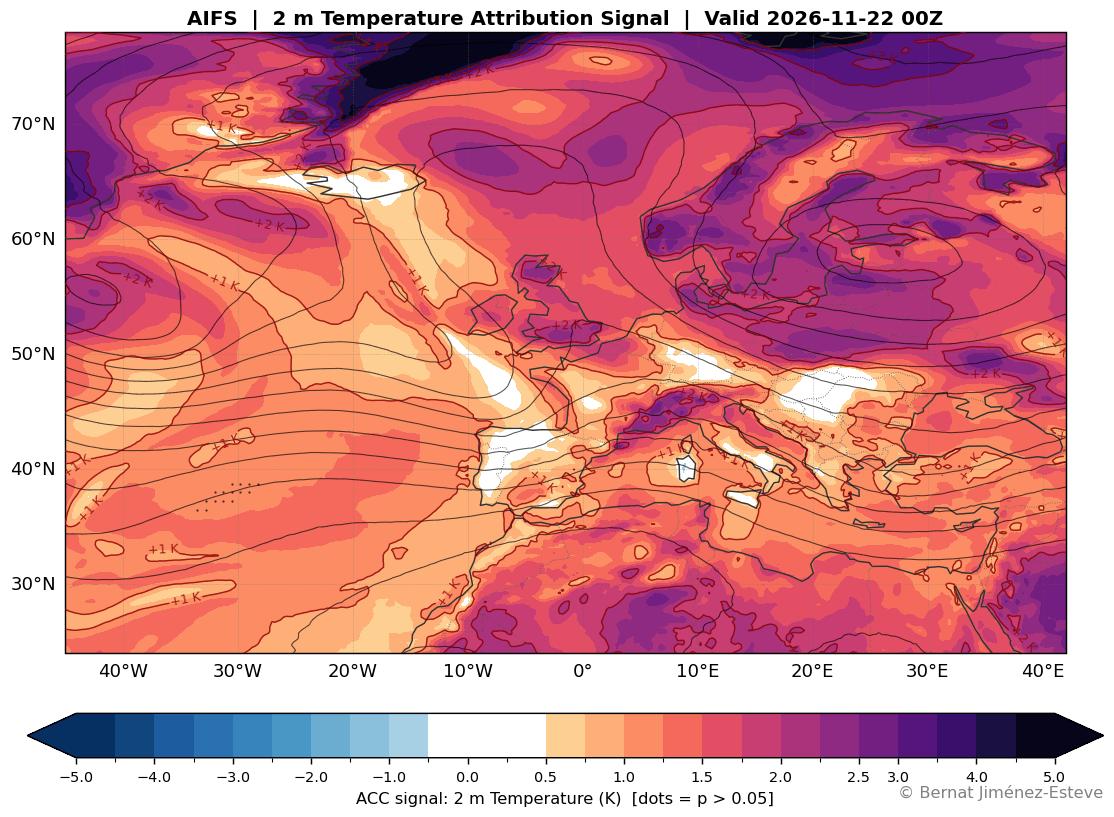 AIFS | 2 m Temperature Attribution Signal | Valid 2026-11-22 00Z
70°N
60°N
50°N
40°N
30°N
40°W
30°W
20°W
10°W
0°
10°E
20°E
30°E
40°E
+2 K
+1 K
+2 K
+2 K
+2 K
+1 K
+1 K
+2 K
+2 K
+2 K
+1 K
+1 K
+1 K
+1 K
+1 K
+2 K
−5.0
−4.0
−3.0
−2.0
−1.0
0.0
0.5
1.0
1.5
2.0
2.5
3.0
4.0
5.0
ACC signal: 2 m Temperature (K) [dots = p > 0.05]
© Bernat Jiménez-Esteve